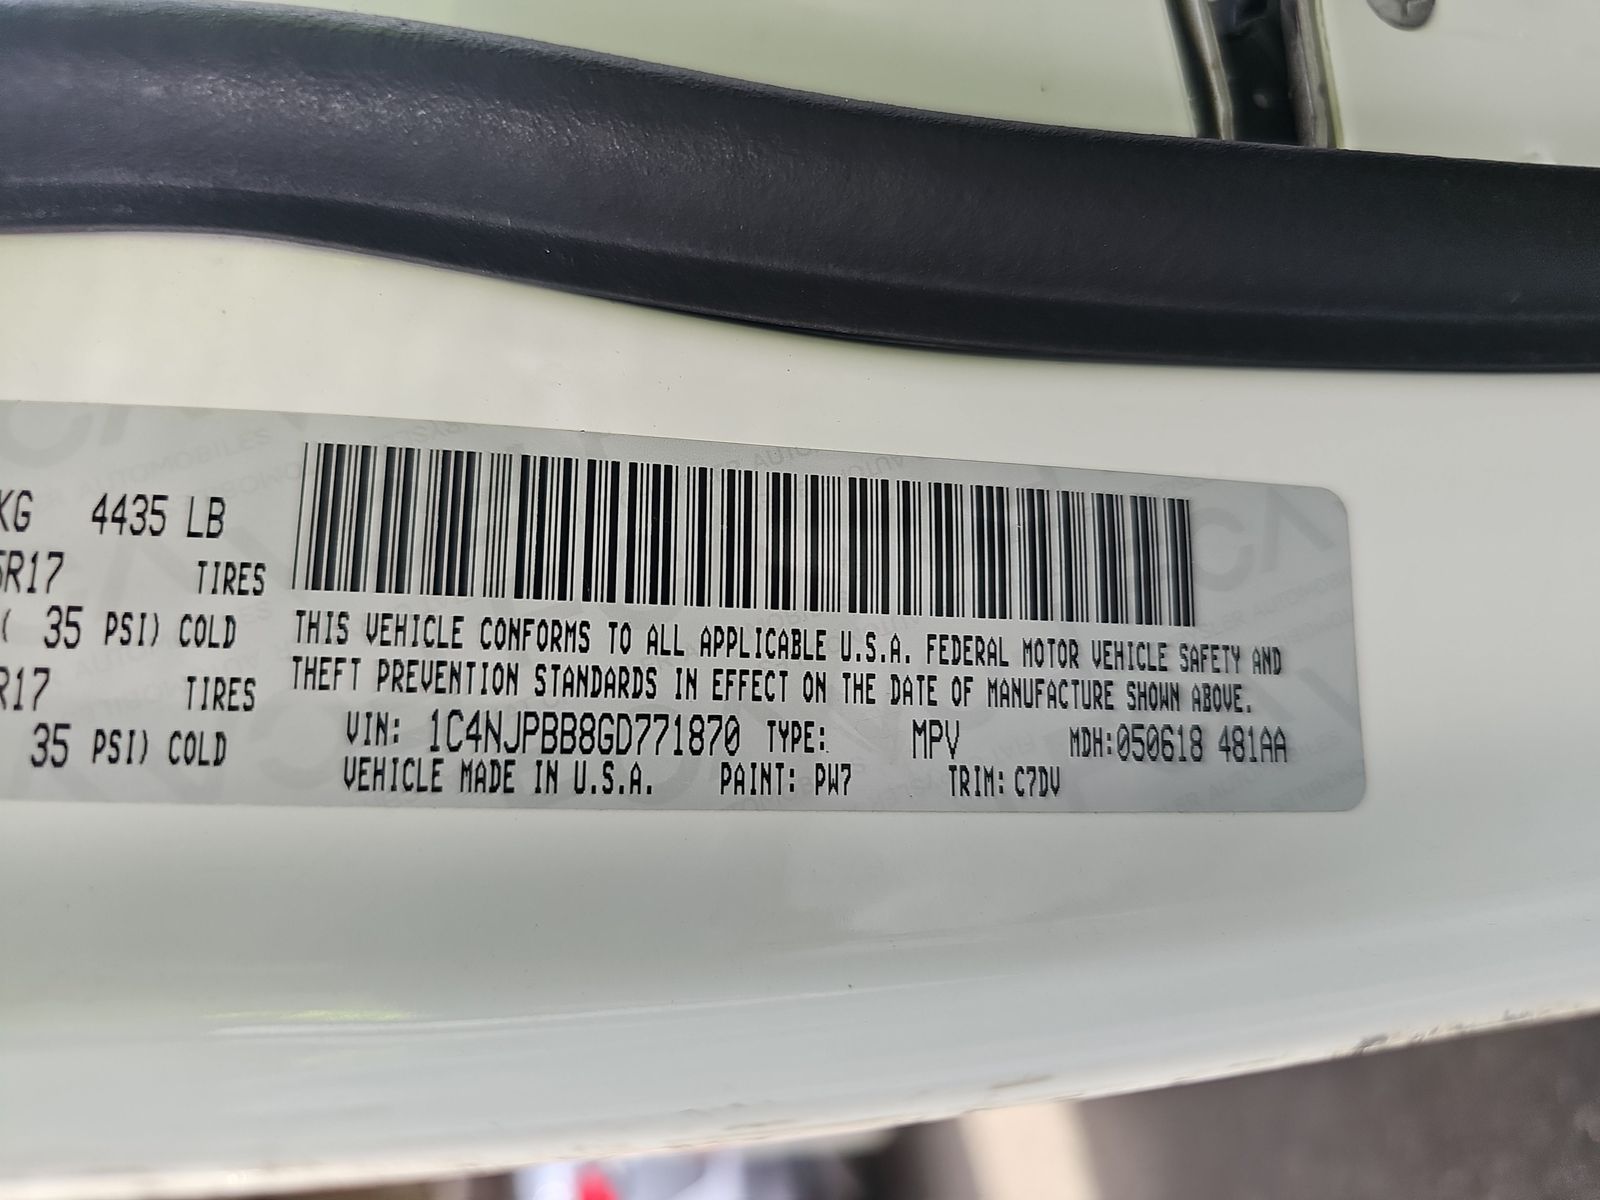 KG 4435 LB
5R17 TIRES
( 35 PSI) COLD
R17 TIRES
35 PSI) COLD
THIS VEHICLE CONFORMS TO ALL APPLICABLE U.S.A. FEDERAL MOTOR VEHICLE SAFETY AND
THEFT PREVENTION STANDARDS IN EFFECT ON THE DATE OF MANUFACTURE SHOWN ABOVE.
VIN: 1C4NJPBB8GD771870 TYPE: MPV MDH:050618 481AA
VEHICLE MADE IN U.S.A. PAINT: PW7 TRIM: C7DV